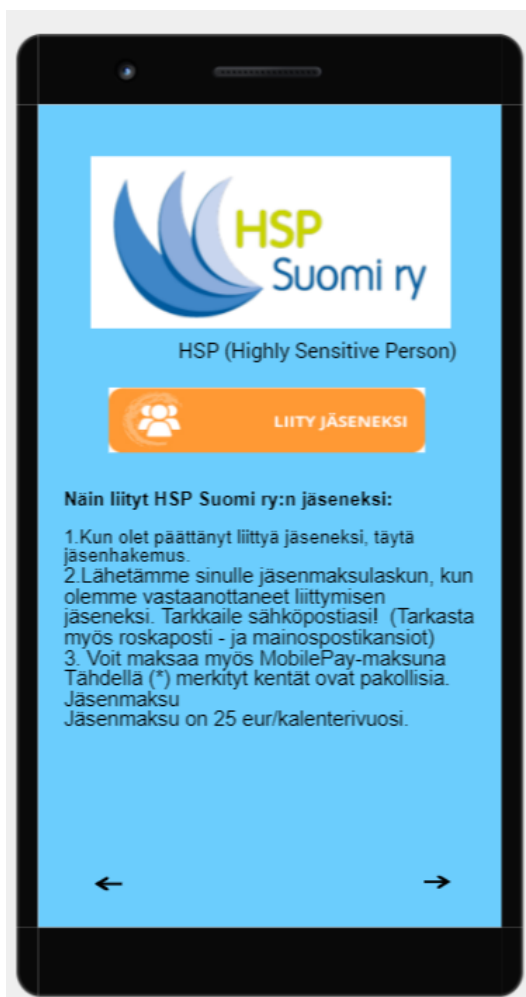 HSP
Suomi ry
HSP (Highly Sensitive Person)
LIITY JÄSENEKSI
Näin liityt HSP Suomi ry:n jäseneksi:
1.Kun olet päättänyt liittyä jäseneksi, täytä
jäsenhakemus.
2.Lähetämme sinulle jäsenmaksulaskun, kun
olemme vastaanottaneet liittymisen
jäseneksi. Tarkkaile sähköpostiasi! (Tarkasta
myös roskaposti - ja mainospostikansiot)
3. Voit maksaa myös MobilePay-maksuna
Tähdellä (*) merkityt kentät ovat pakollisia.
Jäsenmaksu
Jäsenmaksu on 25 eur/kalenterivuosi.